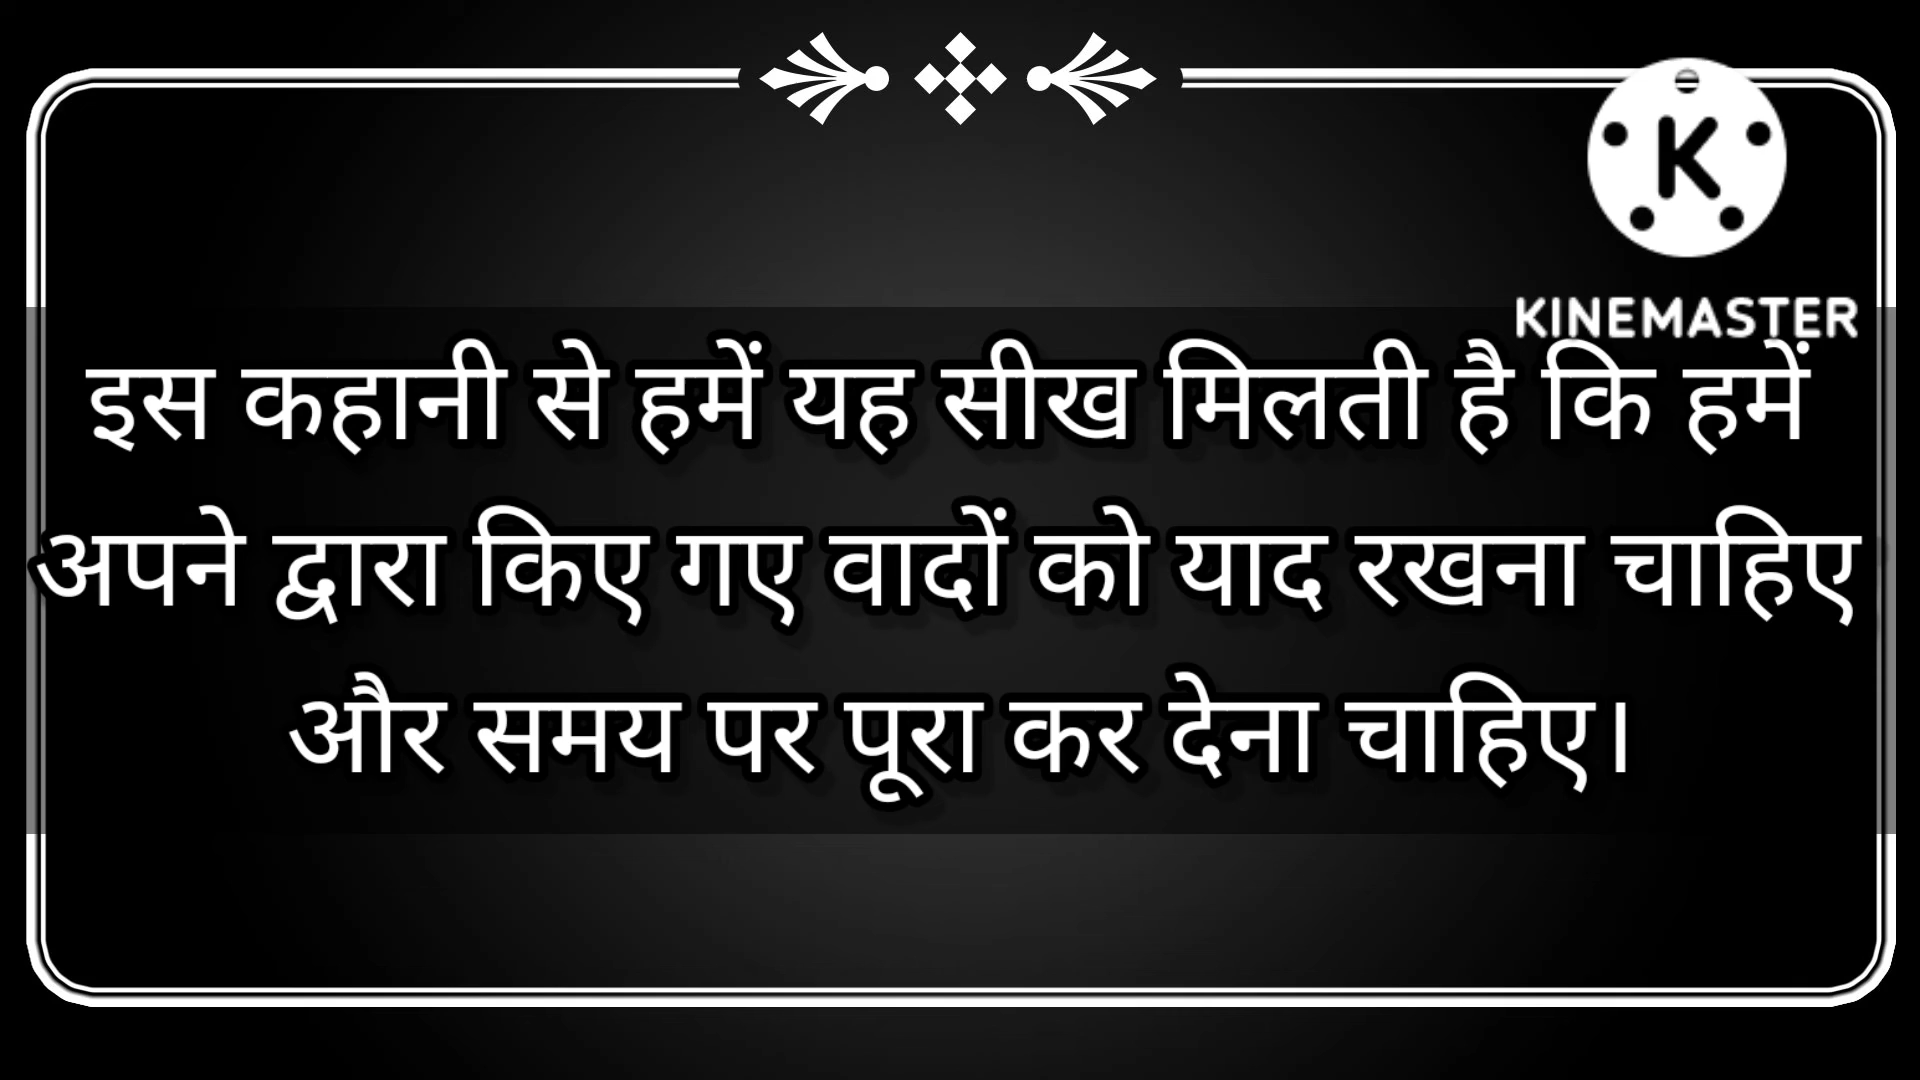 KINEMASTER
इस कहानी से हमें यह सीख मिलती है कि हमें
अपने द्वारा किए गए वादों को याद रखना चाहिए
और समय पर पूरा कर देना चाहिए।